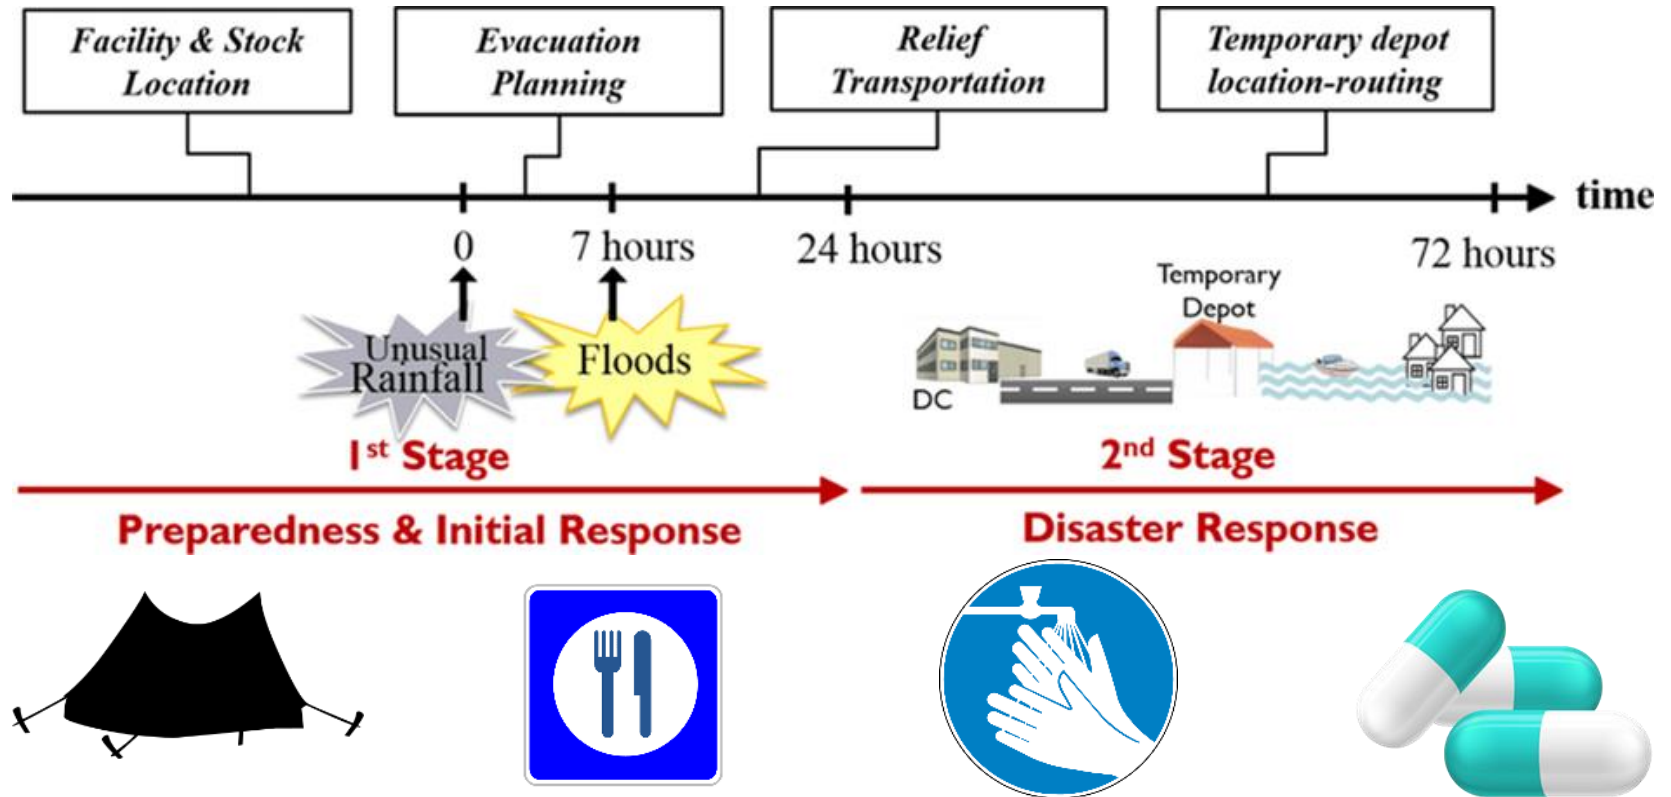 Facility & Stock
Location
Evacuation
Planning
Relief
Transportation
Temporary depot
location-routing
time
0
7 hours
24 hours
72 hours
Unusual
Rainfall
Floods
Temporary
Depot
DC
1st Stage
2nd Stage
Preparedness & Initial Response
Disaster Response